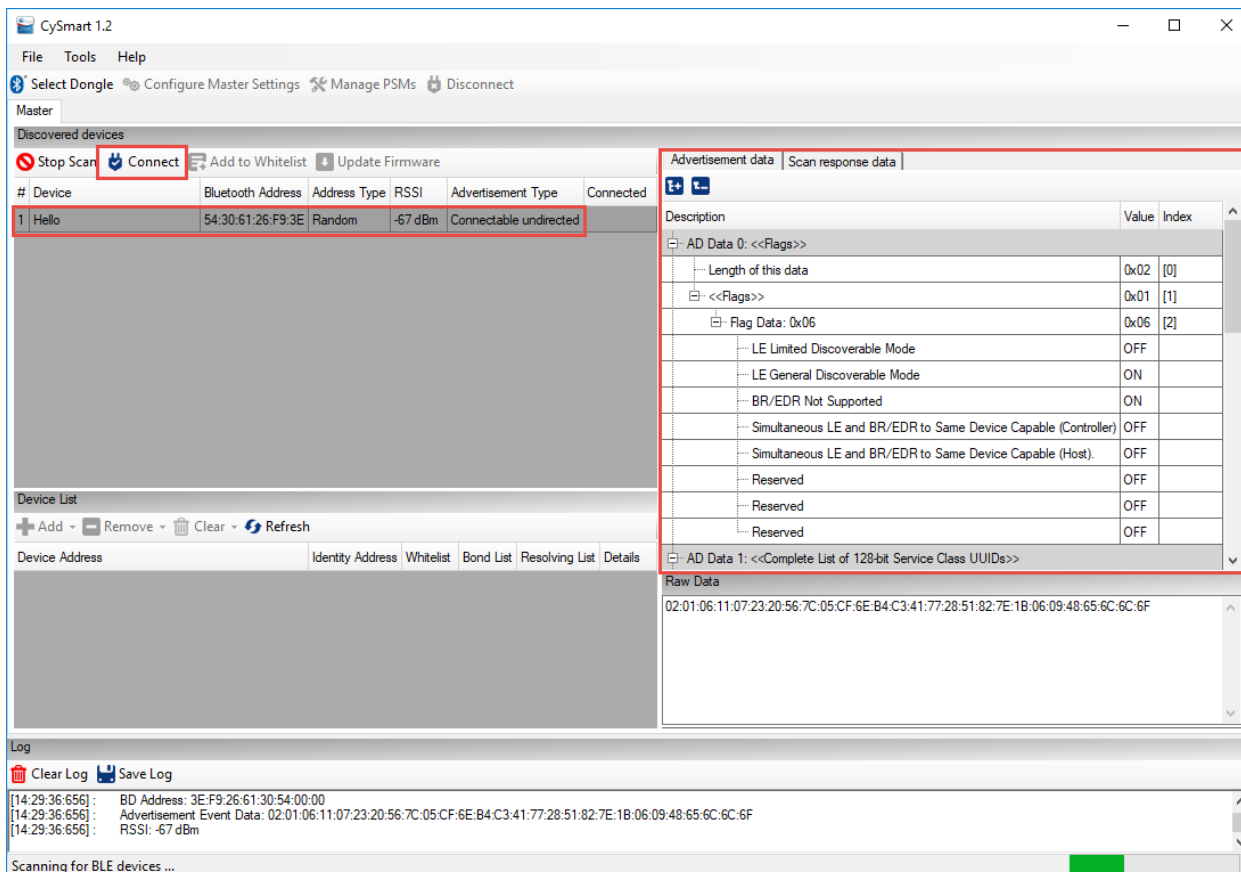 CySmart 1.2
File Tools Help
Select Dongle Configure Master Settings Manage PSMs Disconnect
Master
Discovered devices
Stop Scan Connect Add to Whitelist Update Firmware
# Device Bluetooth Address Address Type RSSI Advertisement Type Connected
1 Hello 54:30:61:26:F9:3E Random -67 dBm Connectable undirected
Advertisement data Scan response data
Description Value Index
AD Data 0: <<Flags>>
Length of this data 0x02 [0]
<<Flags>> 0x01 [1]
Flag Data: 0x06 0x06 [2]
LE Limited Discoverable Mode OFF
LE General Discoverable Mode ON
BR/EDR Not Supported ON
Simultaneous LE and BR/EDR to Same Device Capable (Controller) OFF
Simultaneous LE and BR/EDR to Same Device Capable (Host). OFF
Reserved OFF
Reserved OFF
Reserved OFF
AD Data 1: <<Complete List of 128-bit Service Class UUIDs>>
Device List
Add Remove Clear Refresh
Device Address Identity Address Whitelist Bond List Resolving List Details
Raw Data
02:01:06:11:07:23:20:56:7C:05:CF:6E:B4:C3:41:77:28:51:82:7E:1B:06:09:48:65:6C:6C:6F
Log
Clear Log Save Log
[14:29:36:656] : BD Address: 3E:F9:26:61:30:54:00:00
[14:29:36:656] : Advertisement Event Data: 02:01:06:11:07:23:20:56:7C:05:CF:6E:B4:C3:41:77:28:51:82:7E:1B:06:09:48:65:6C:6C:6F
[14:29:36:656] : RSSI: -67 dBm
Scanning for BLE devices ...